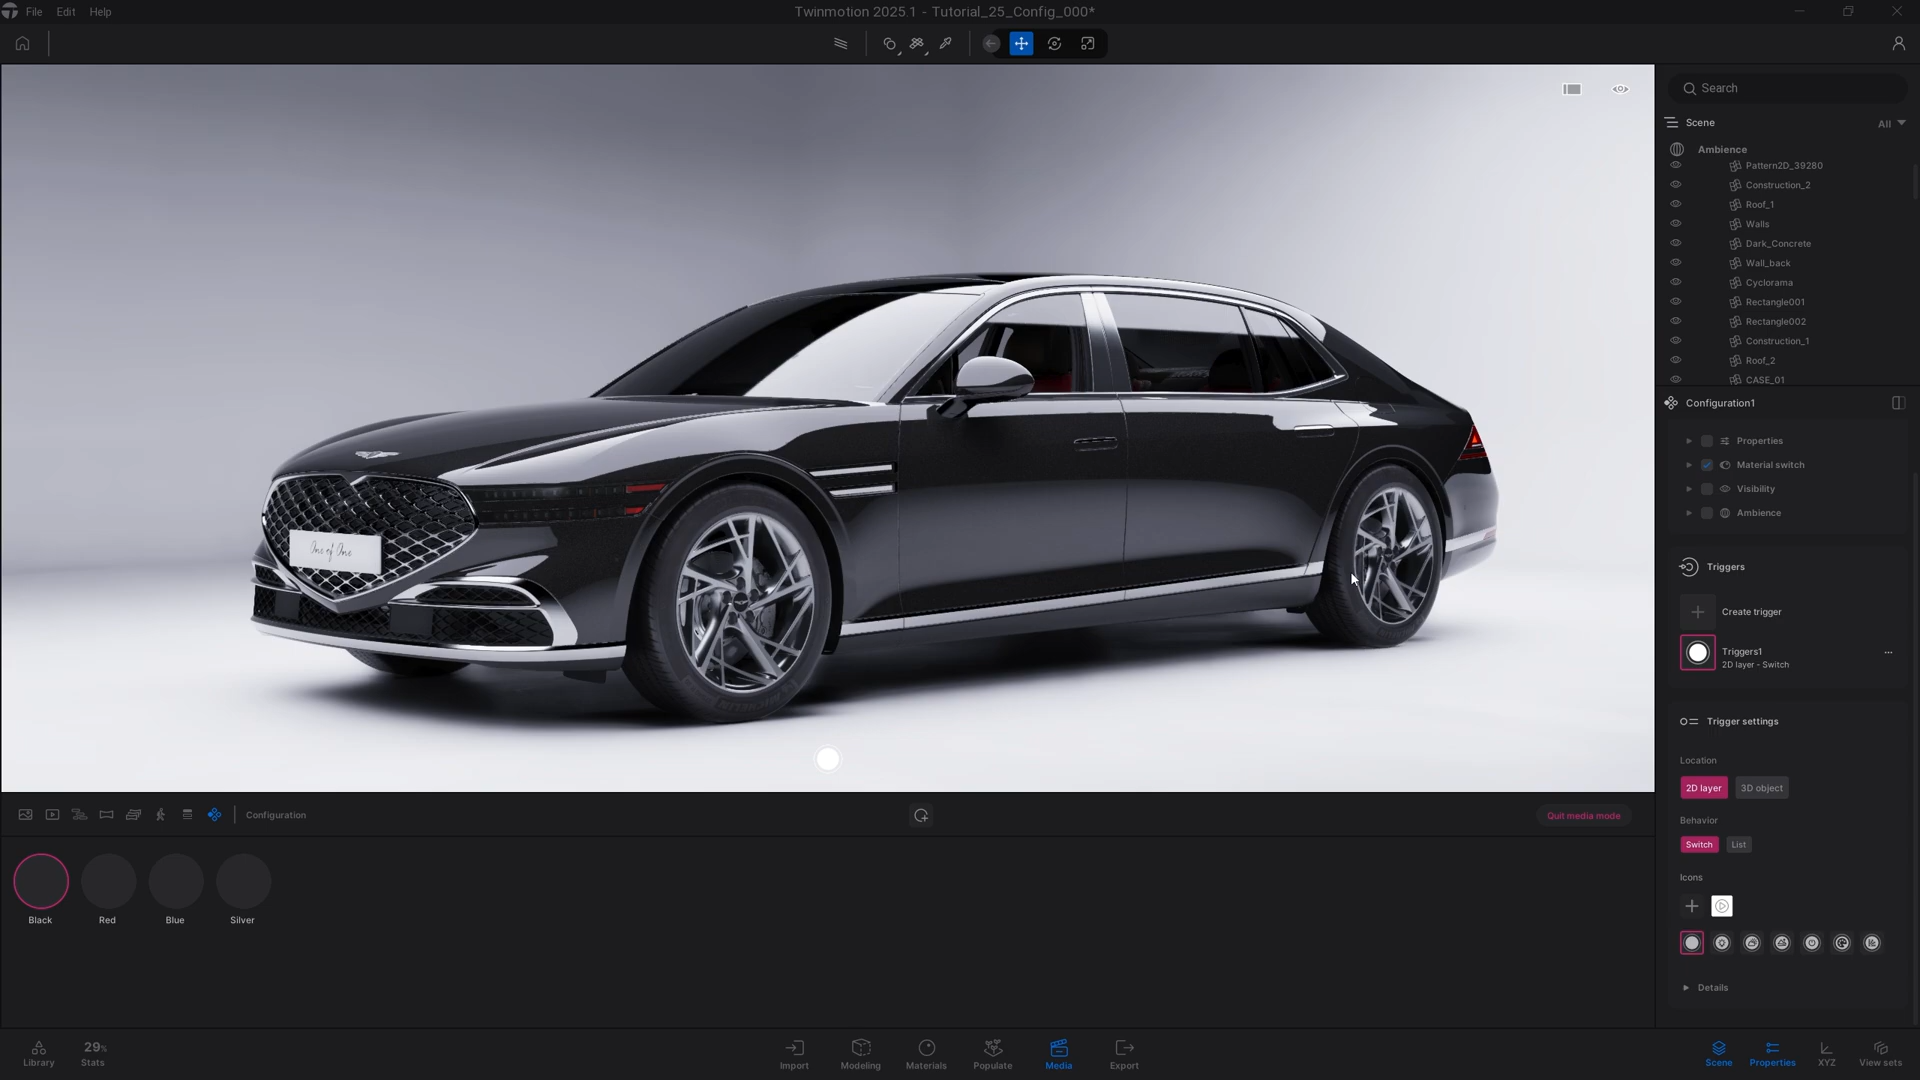 File Edit Help
Twinmotion 2025.1 - Tutorial_25_Config_000*
Search
Scene
All
Ambience
Pattern2D_39280
Construction_2
Roof_1
Walls
Dark_Concrete
Wall_back
Cyclorama
Rectangle001
Rectangle002
Construction_1
Roof_2
CASE_01
One of One
Configuration1
Properties
Material switch
Visibility
Ambience
Triggers
Create trigger
Triggers1
2D layer - Switch
Trigger settings
Location
2D layer 3D object
Behavior
Switch List
Icons
Details
Configuration
Quit media mode
Black Red Blue Silver
Library
29%
Stats
Import Modeling Materials Populate Media Export
Scene Properties XYZ View sets